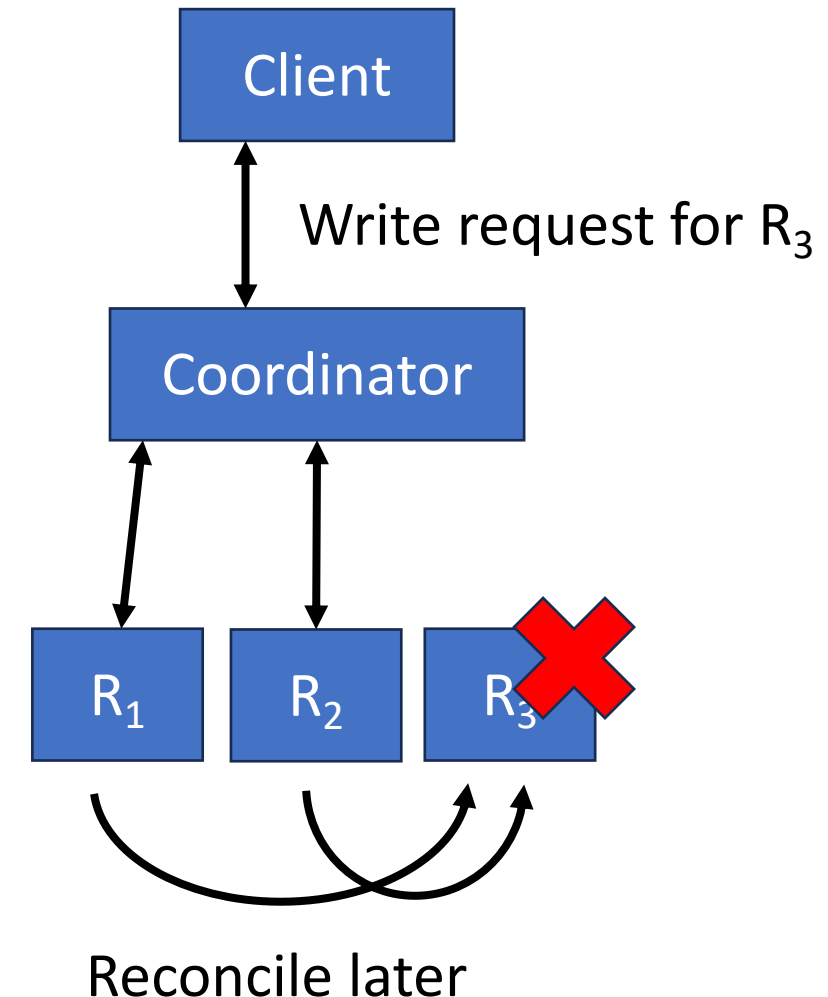 Client
Write request for R₃
Coordinator
R₁
R₂
R₃
Reconcile later